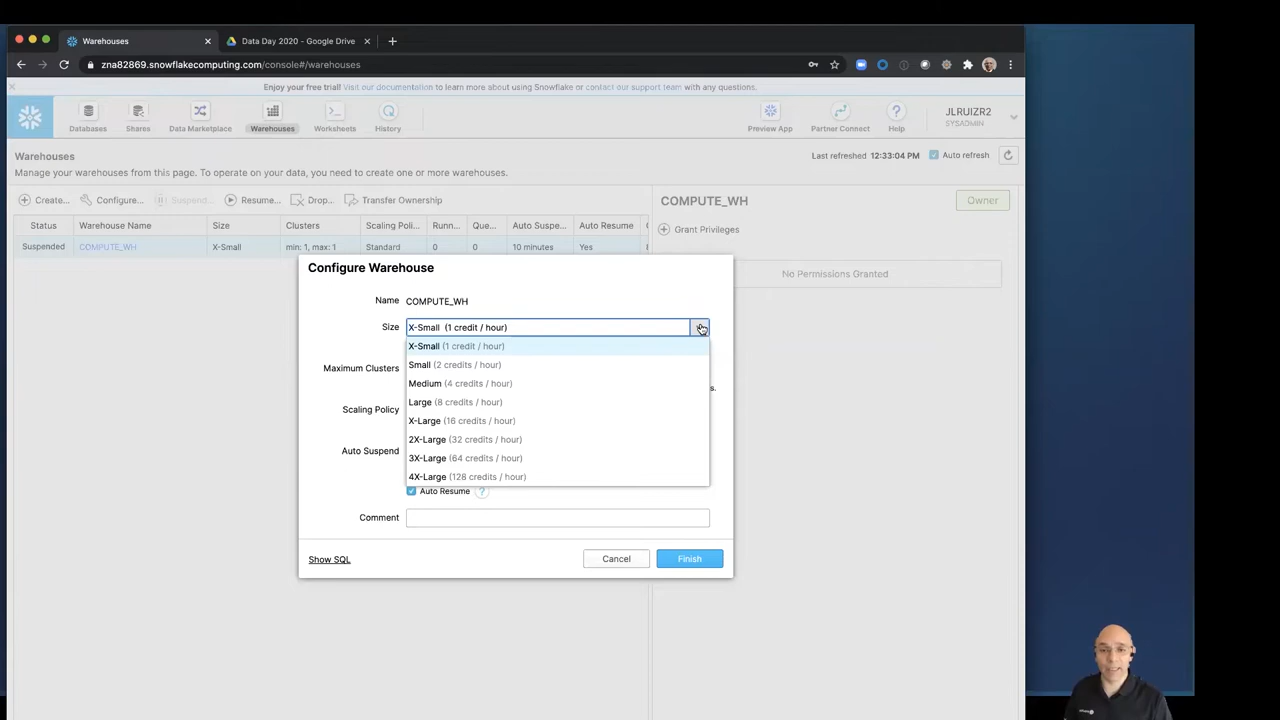 Warehouses
Data Day 2020 - Google Drive
zna82869.snowflakecomputing.com/console#/warehouses
Enjoy your free trial! Visit our documentation to learn more about using Snowflake or contact our support team with any questions.
Databases
Shares
Data Marketplace
Warehouses
Worksheets
History
Preview App
Partner Connect
Help
JLRUIZR2
SYSADMIN
Warehouses
Last refreshed 12:33:04 PM
Auto refresh
Manage your warehouses from this page. To operate on your data, you need to create one or more warehouses.
Create...
Configure...
Suspend...
Resume...
Drop...
Transfer Ownership
COMPUTE_WH
Owner
Status Warehouse Name Size Clusters Scaling Poli... Runn... Que... Auto Suspe... Auto Resume
Grant Privileges
Suspended COMPUTE_WH X-Small min: 1, max: 1 Standard 0 0 10 minutes Yes
No Permissions Granted
Configure Warehouse
Name COMPUTE_WH
Size X-Small (1 credit / hour)
X-Small (1 credit / hour)
Small (2 credits / hour)
Maximum Clusters
Medium (4 credits / hour)
s.
Large (8 credits / hour)
Scaling Policy
X-Large (16 credits / hour)
2X-Large (32 credits / hour)
Auto Suspend
3X-Large (64 credits / hour)
4X-Large (128 credits / hour)
Auto Resume ?
Comment
Show SQL
Cancel
Finish